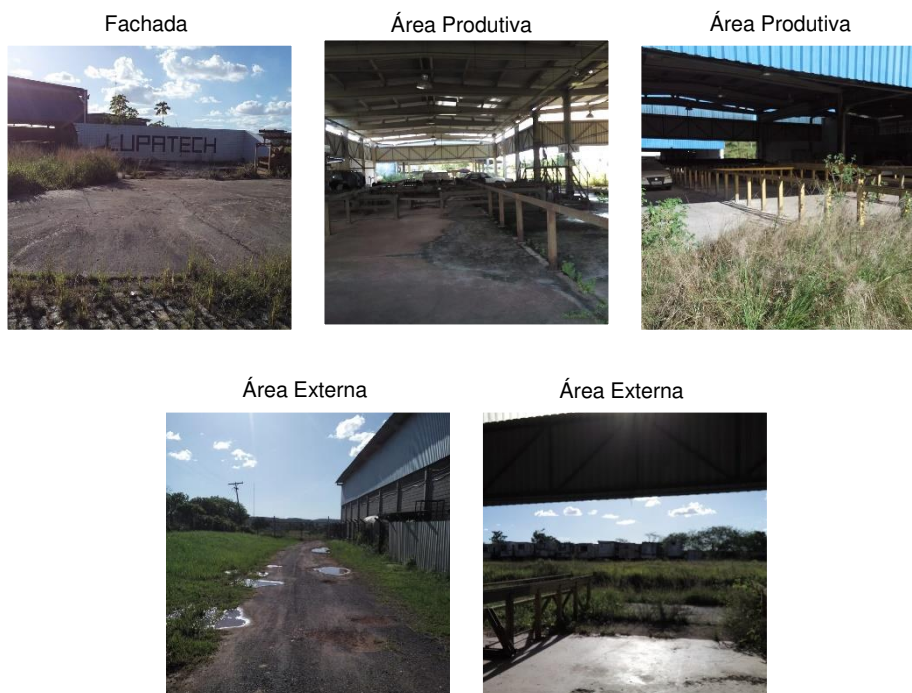 Fachada
Área Produtiva
Área Produtiva
LUPATECH
Área Externa
Área Externa